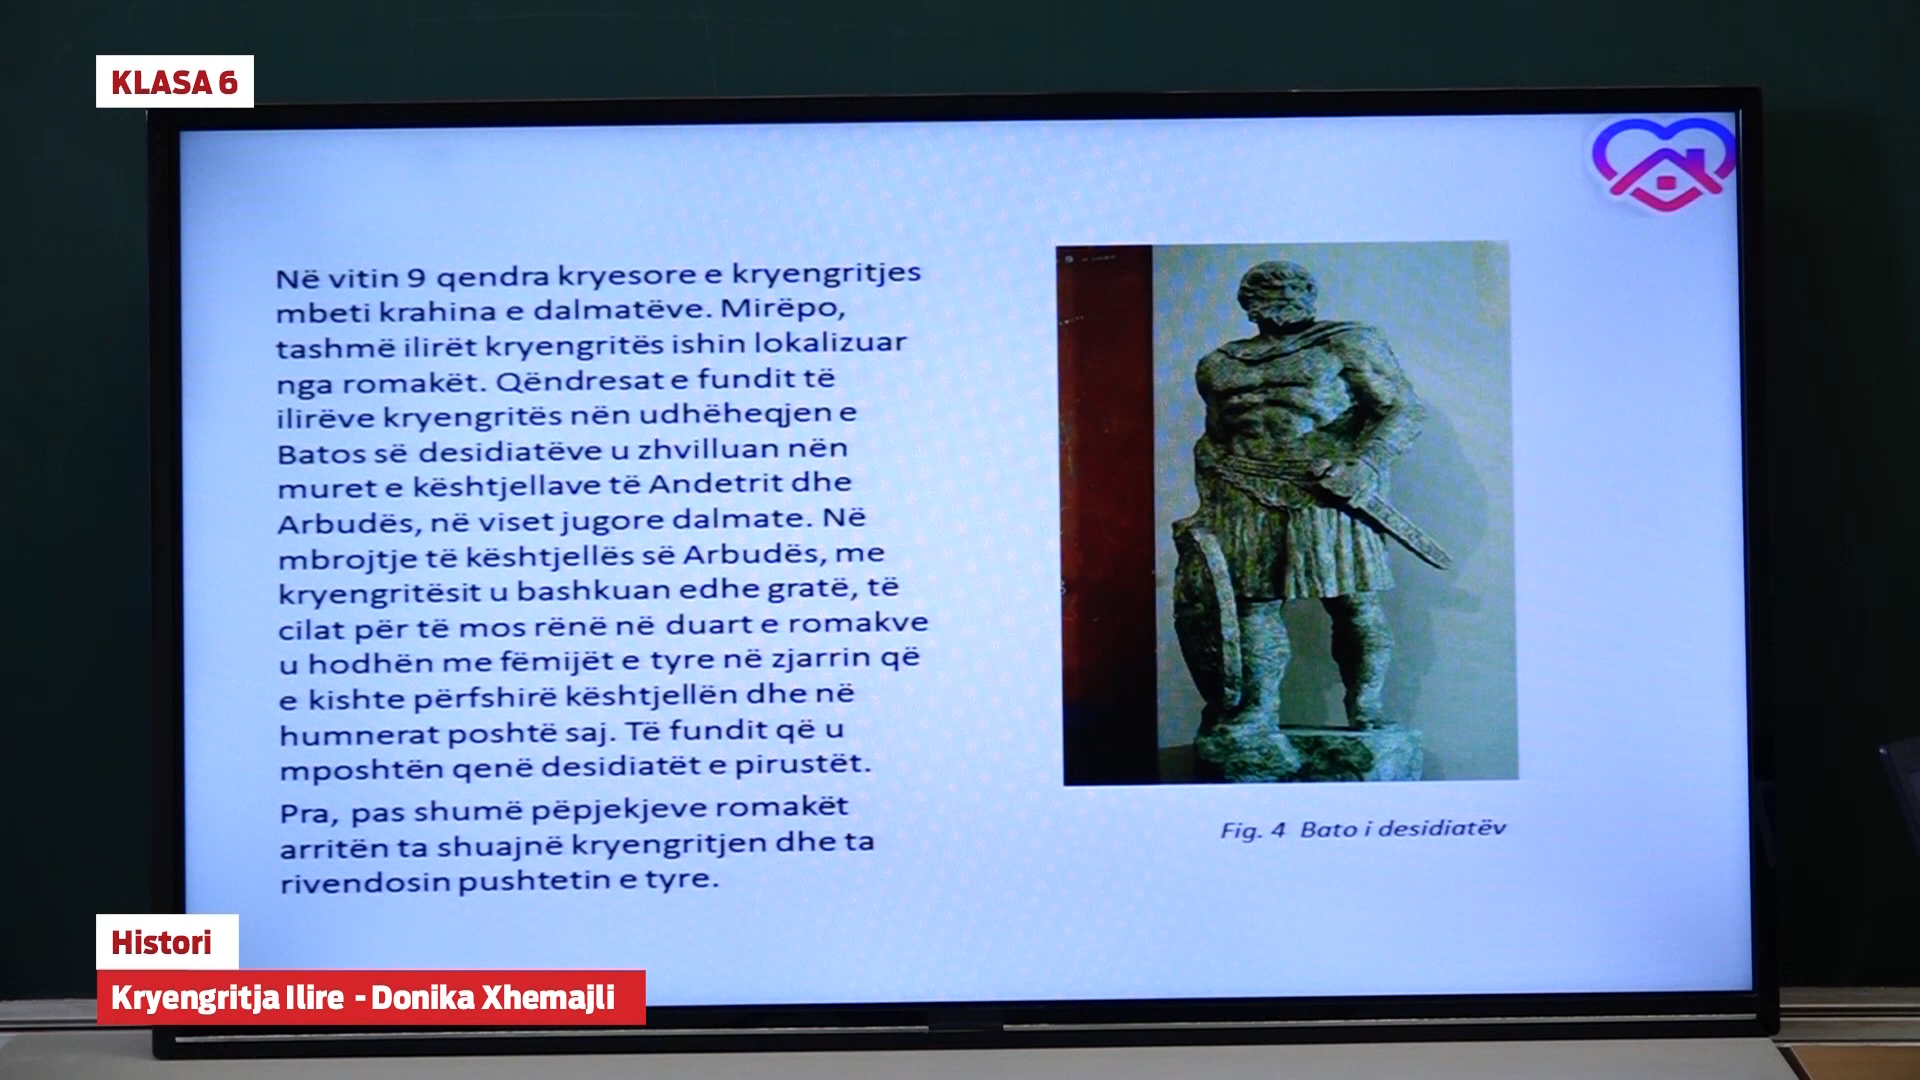 KLASA 6
Në vitin 9 qendra kryesore e kryengritjes
mbeti krahina e dalmatëve. Mirëpo,
tashmë ilirët kryengritës ishin lokalizuar
nga romakët. Qëndresat e fundit të
ilirëve kryengritës nën udhëheqjen e
Batos së desidiatëve u zhvilluan nën
muret e kështjellave të Andetrit dhe
Arbudës, në viset jugore dalmate. Në
mbrojtje të kështjellës së Arbudës, me
kryengritësit u bashkuan edhe gratë, të
cilat për të mos rënë në duart e romakve
u hodhën me fëmijët e tyre në zjarrin që
e kishte përfshirë kështjellën dhe në
humnerat poshtë saj. Të fundit që u
mposhtën qenë desidiatët e pirustët.
Pra, pas shumë pëpjekjeve romakët
arritën ta shuajnë kryengritjen dhe ta
rivendosin pushtetin e tyre.
Fig. 4 Bato i desidiatëv
Histori
Kryengritja Ilire - Donika Xhemajli